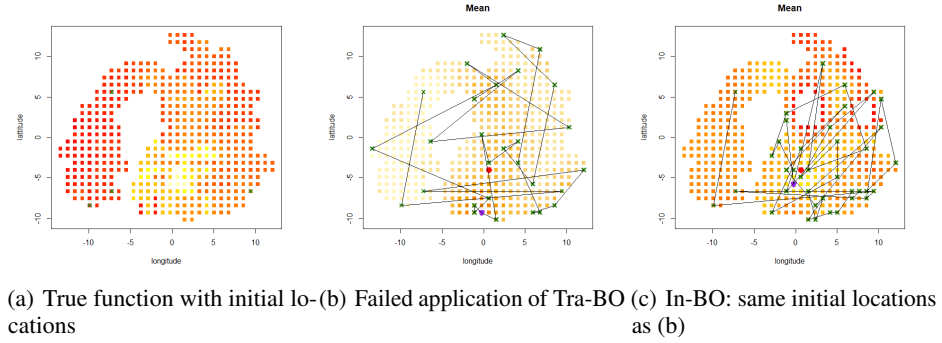 Mean
Mean
latitude
10
5
0
-5
-10
-10
-5
0
5
10
longitude
latitude
10
5
0
-5
-10
-10
-5
0
5
10
longitude
latitude
10
5
0
-5
-10
-10
-5
0
5
10
longitude
(a) True function with initial lo-
cations
(b) Failed application of Tra-BO
(c) In-BO: same initial locations
as (b)